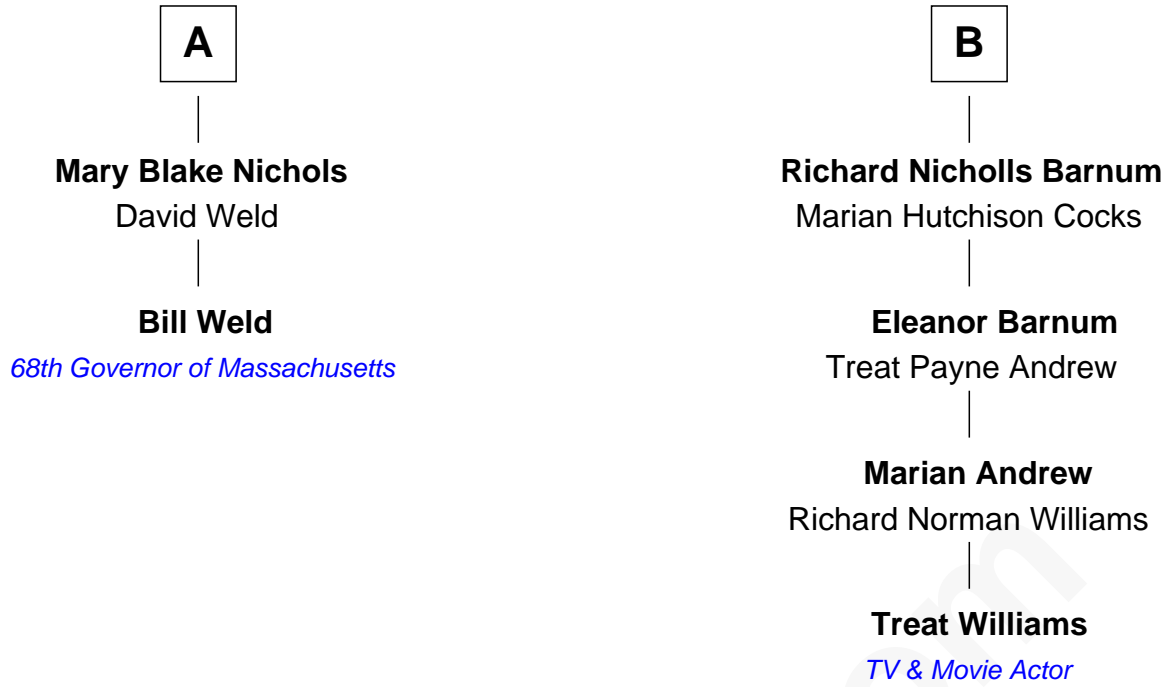 A
Mary Blake Nichols
David Weld
Bill Weld
68th Governor of Massachusetts
B
Richard Nicholls Barnum
Marian Hutchison Cocks
Eleanor Barnum
Treat Payne Andrew
Marian Andrew
Richard Norman Williams
Treat Williams
TV & Movie Actor